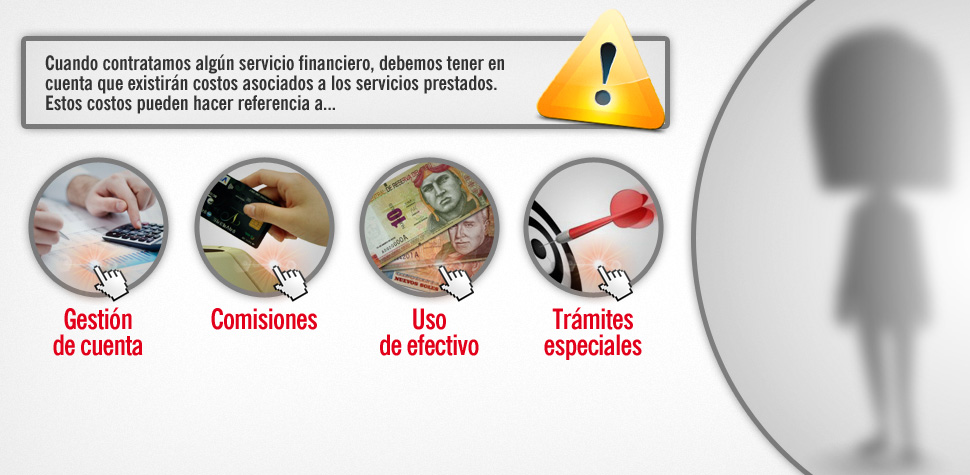 Cuando contratamos algún servicio financiero, debemos tener en
cuenta que existirán costos asociados a los servicios prestados.
Estos costos pueden hacer referencia a...
Gestión
de cuenta
Comisiones
Uso
de efectivo
Trámites
especiales